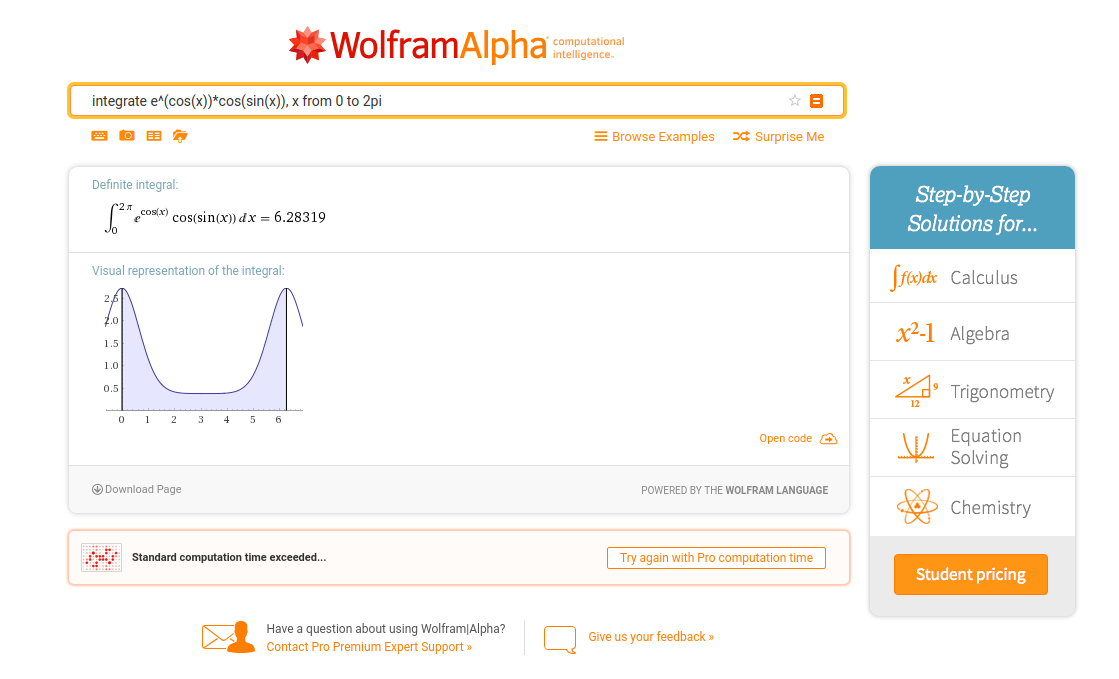 WolframAlpha computational intelligence.
integrate e^(cos(x))*cos(sin(x)), x from 0 to 2pi
Browse Examples
Surprise Me
Definite integral:
∫₀^2π e^cos(x) cos(sin(x)) dx = 6.28319
Visual representation of the integral:
2.5
2.0
1.5
1.0
0.5
0 1 2 3 4 5 6
Open code
Download Page
POWERED BY THE WOLFRAM LANGUAGE
Standard computation time exceeded...
Try again with Pro computation time
Have a question about using Wolfram|Alpha?
Contact Pro Premium Expert Support »
Give us your feedback »
Step-by-Step
Solutions for...
∫f(x)dx Calculus
x²-1 Algebra
x 9 12 Trigonometry
Equation
Solving
Chemistry
Student pricing